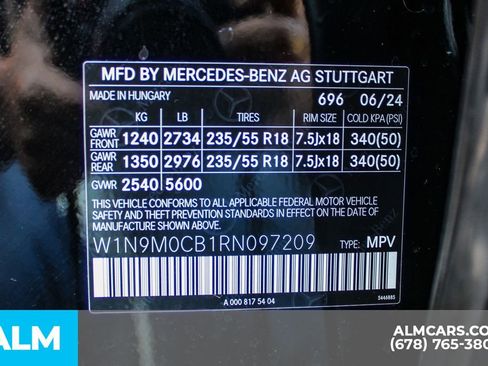 MFD BY MERCEDES-BENZ AG STUTTGART
MADE IN HUNGARY 696 06/24
KG LB TIRES RIM SIZE COLD KPA(PSI)
GAWR FRONT 1240 2734 235/55 R18 7.5Jx18 340(50)
GAWR REAR 1350 2976 235/55 R18 7.5Jx18 340(50)
GVWR 2540 5600
THIS VEHICLE CONFORMS TO ALL APPLICABLE FEDERAL MOTOR VEHICLE
SAFETY AND THEFT PREVENTION STANDARDS IN EFFECT ON THE DATE OF
MANUFACTURE SHOWN ABOVE.
W1N9M0CB1RN097209 TYPE: MPV
A 000 817 54 04
3446885
ALM
ALMCARS.CO
(678) 765-380